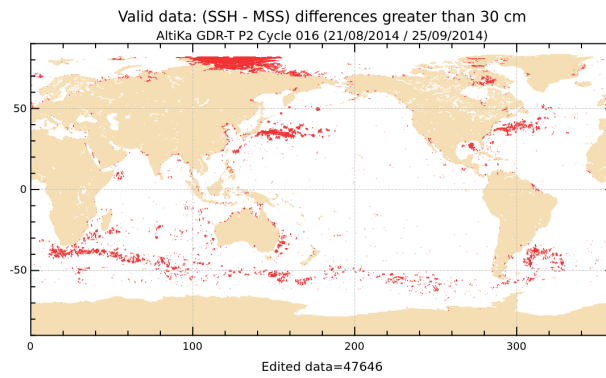 Valid data: (SSH - MSS) differences greater than 30 cm
AltiKa GDR-T P2 Cycle 016 (21/08/2014 / 25/09/2014)
50
0
-50
0
100
200
300
Edited data=47646